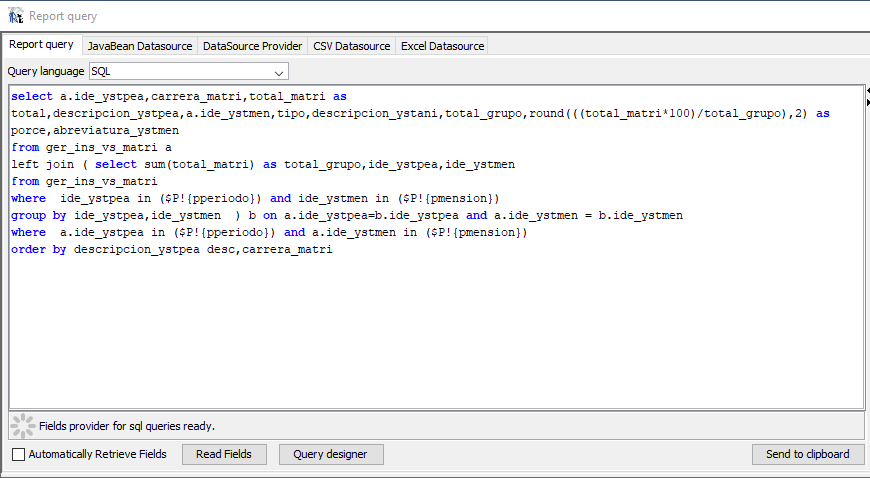 Report query
Report query JavaBean Datasource DataSource Provider CSV Datasource Excel Datasource
Query language SQL
select a.ide_ystpea,carrera_matri,total_matri as
total,descripcion_ystpea,a.ide_ystmen,tipo,descripcion_ystani,total_grupo,round(((total_matri*100)/total_grupo),2) as
porce,abreviatura_ystmen
from ger_ins_vs_matri a
left join ( select sum(total_matri) as total_grupo,ide_ystpea,ide_ystmen
from ger_ins_vs_matri
where  ide_ystpea in ($P!{pperiodo}) and ide_ystmen in ($P!{pmension})
group by ide_ystpea,ide_ystmen  ) b on a.ide_ystpea=b.ide_ystpea and a.ide_ystmen = b.ide_ystmen
where  a.ide_ystpea in ($P!{pperiodo}) and a.ide_ystmen in ($P!{pmension})
order by descripcion_ystpea desc,carrera_matri
Fields provider for sql queries ready.
Automatically Retrieve Fields Read Fields Query designer Send to clipboard